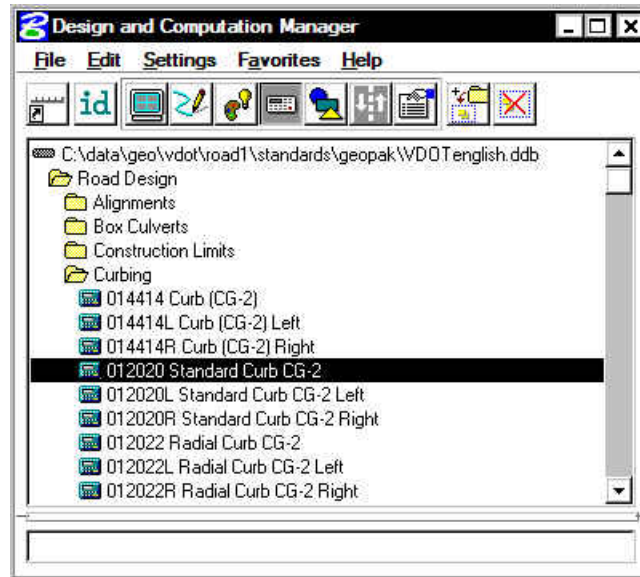 Design and Computation Manager
File Edit Settings Favorites Help
id
C:\data\geo\vdot\road1\standards\geopak\VDOTenglish.ddb
Road Design
Alignments
Box Culverts
Construction Limits
Curbing
014414 Curb (CG-2)
014414L Curb (CG-2) Left
014414R Curb (CG-2) Right
012020 Standard Curb CG-2
012020L Standard Curb CG-2 Left
012020R Standard Curb CG-2 Right
012022 Radial Curb CG-2
012022L Radial Curb CG-2 Left
012022R Radial Curb CG-2 Right